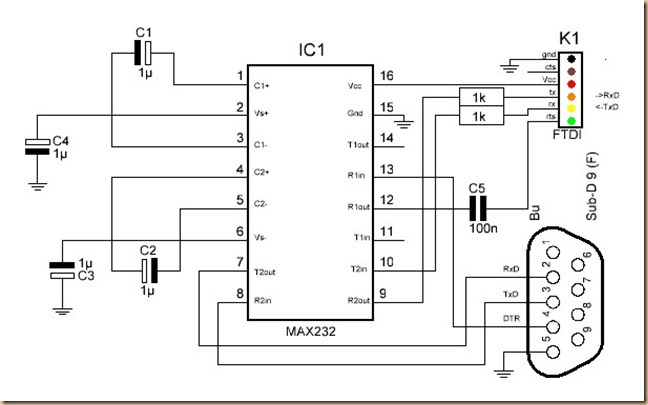 C1
1µ
IC1
K1
gnd
cts
Vcc
tx
rx
rts
->RxD
<-TxD
FTDI
1k
1k
1
C1+
Vcc
16
2
Vs+
Gnd
15
C4
1µ
3
C1-
T1out
14
4
C2+
R1in
13
5
C2-
R1out
12
C5
100n
6
Vs-
T1in
11
1µ
C3
C2
1µ
7
T2out
T2in
10
8
R2in
R2out
9
MAX232
Bu
Sub-D 9 (F)
RxD
TxD
DTR
1
2
3
4
5
6
7
8
9